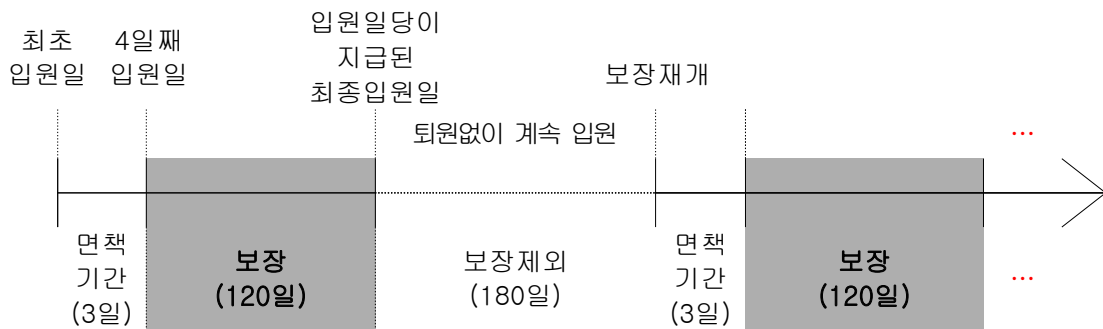 최초
입원일
4일째
입원일
입원일당이
지급된
최종입원일
보장재개
퇴원없이 계속 입원
...
면책
기간
(3일)
보장
(120일)
보장제외
(180일)
면책
기간
(3일)
보장
(120일)
...